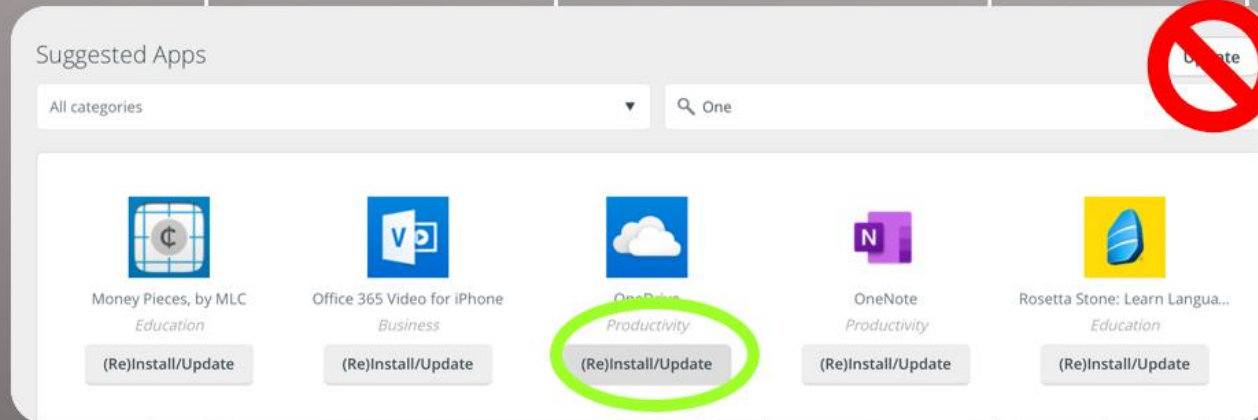 Suggested Apps
Update
All categories
One
Money Pieces, by MLC
Education
(Re)Install/Update
Office 365 Video for iPhone
Business
(Re)Install/Update
OneDrive
Productivity
(Re)Install/Update
OneNote
Productivity
(Re)Install/Update
Rosetta Stone: Learn Langua...
Education
(Re)Install/Update